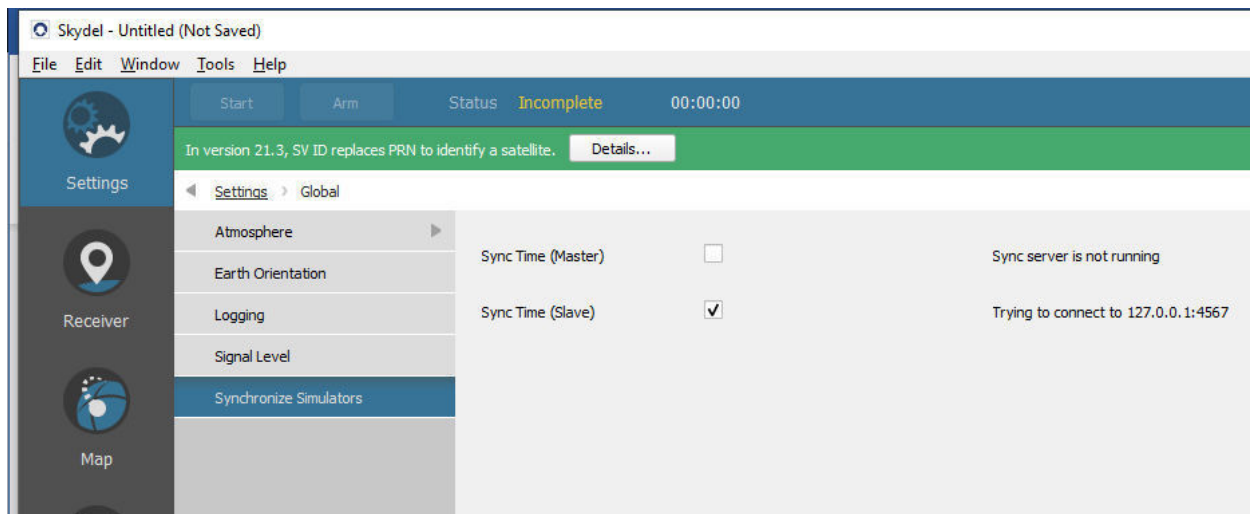 Skydel - Untitled (Not Saved)
File Edit Window Tools Help
Start Arm Status Incomplete 00:00:00
In version 21.3, SV ID replaces PRN to identify a satellite. Details...
Settings
Settings Global
Atmosphere
Sync Time (Master) Sync server is not running
Earth Orientation
Receiver
Logging
Sync Time (Slave) Trying to connect to 127.0.0.1:4567
Signal Level
Synchronize Simulators
Map